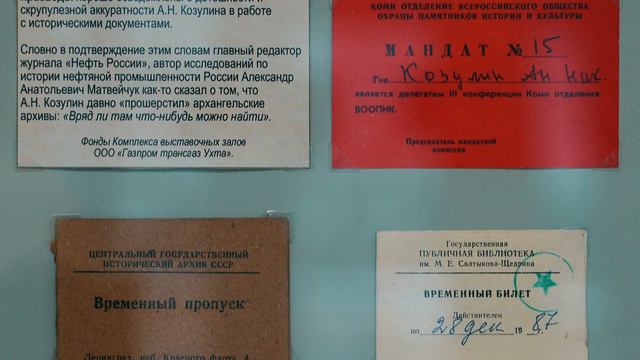 скрупулезной аккуратности А.Н. Козулина в работе
с историческими документами.
Словно в подтверждение этим словам главный редактор
журнала «Нефть России», автор исследований по
истории нефтяной промышленности России Александр
Анатольевич Матвейчук как-то сказал о том, что
А.Н. Козулин давно «прошерстил» архангельские
архивы: «Вряд ли там что-нибудь можно найти».
Фонды Комплекса выставочных залов
ООО «Газпром трансгаз Ухта».
КОМИ ОТДЕЛЕНИЕ ВСЕРОССИЙСКОГО ОБЩЕСТВА
ОХРАНЫ ПАМЯТНИКОВ ИСТОРИИ И КУЛЬТУРЫ
МАНДАТ № 15
Тов. Козулин Ан. Ник.
является делегатом III конференции Коми отделения
ВООПИК.
Председатель мандатной
комиссии
ЦЕНТРАЛЬНЫЙ ГОСУДАРСТВЕННЫЙ
ИСТОРИЧЕСКИЙ АРХИВ СССР
Временный пропуск
Ленинград, наб. Красного Флота, 4
Государственная
ПУБЛИЧНАЯ БИБЛИОТЕКА
им. М. Е. Салтыкова-Щедрина
ВРЕМЕННЫЙ БИЛЕТ
Действителен
по 28 дек 1987